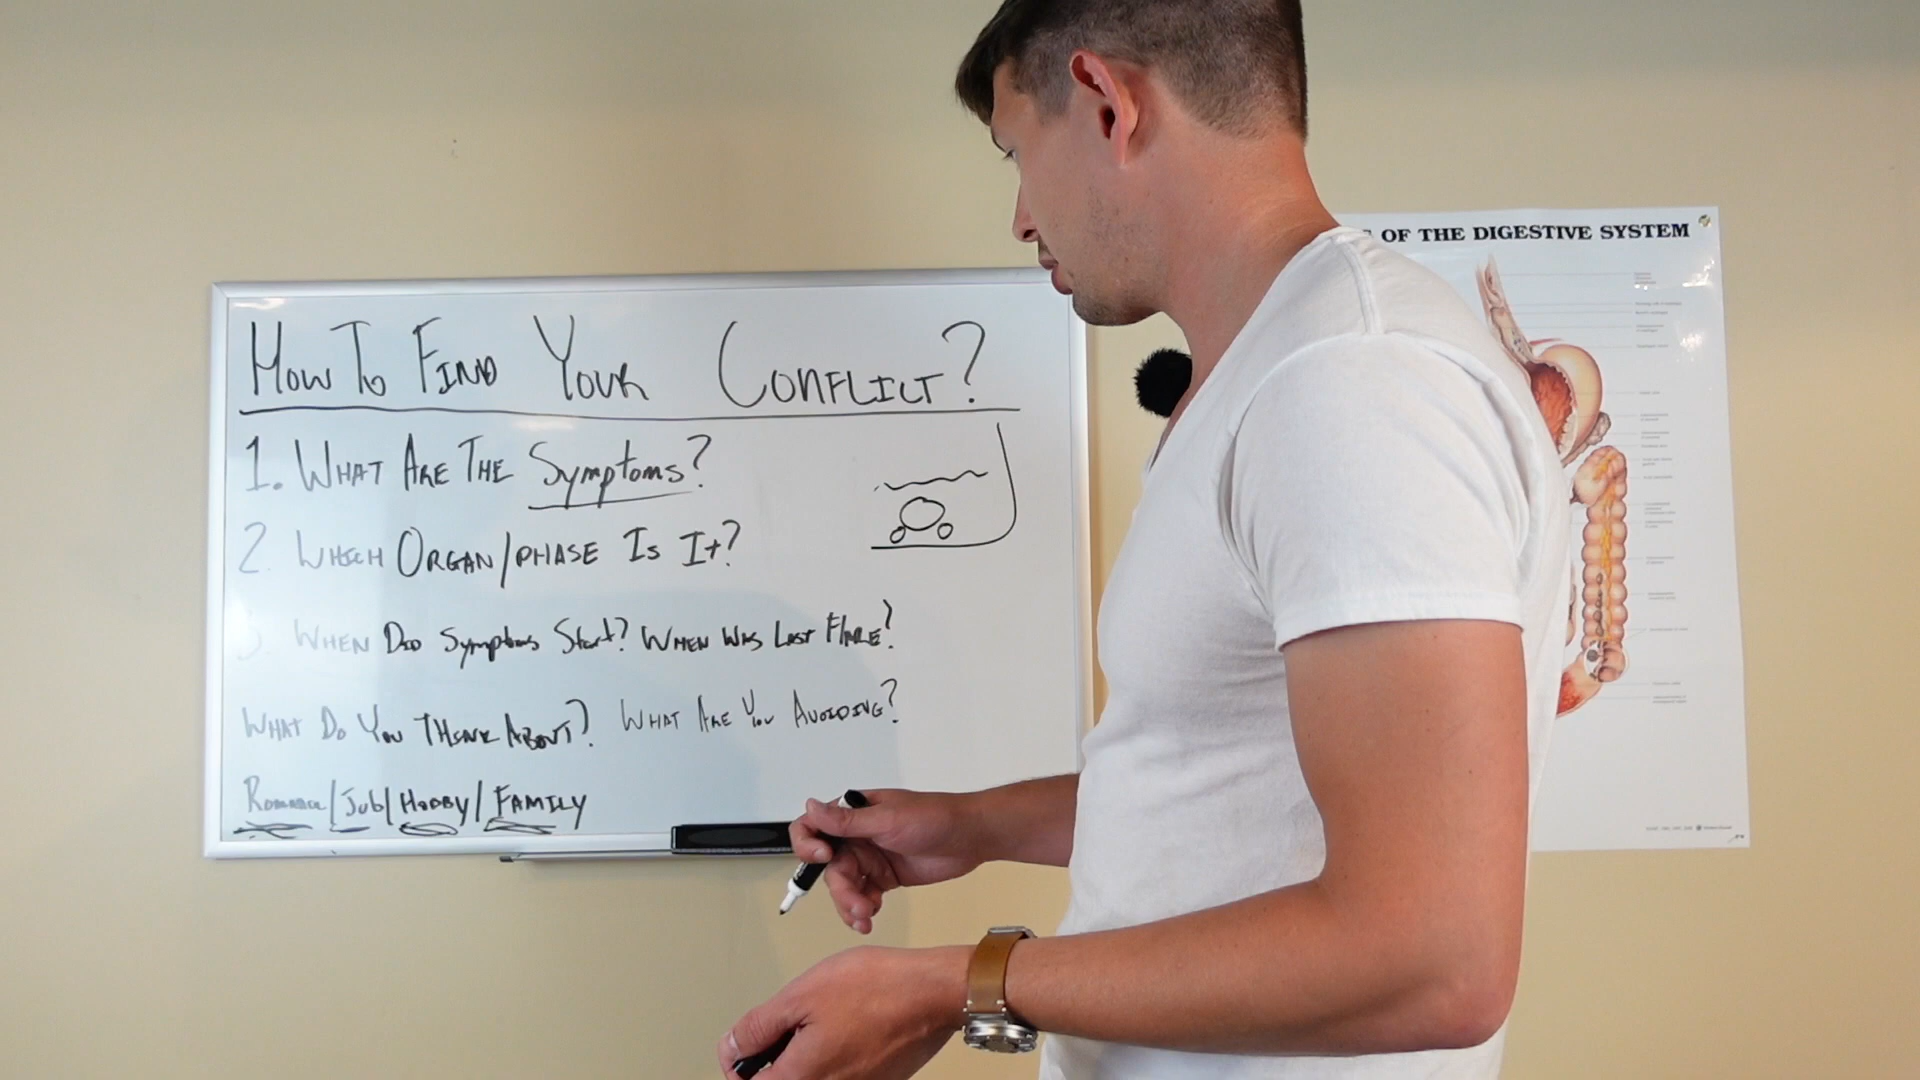 How To Find Your Conflict?
1. What Are The Symptoms?
2. Which Organ/phase Is It?
3. When Did Symptoms Start? When Was Last Flare?
What Do You Think About? What Are You Avoiding?
Romance/Job/Hobby/Family
OF THE DIGESTIVE SYSTEM